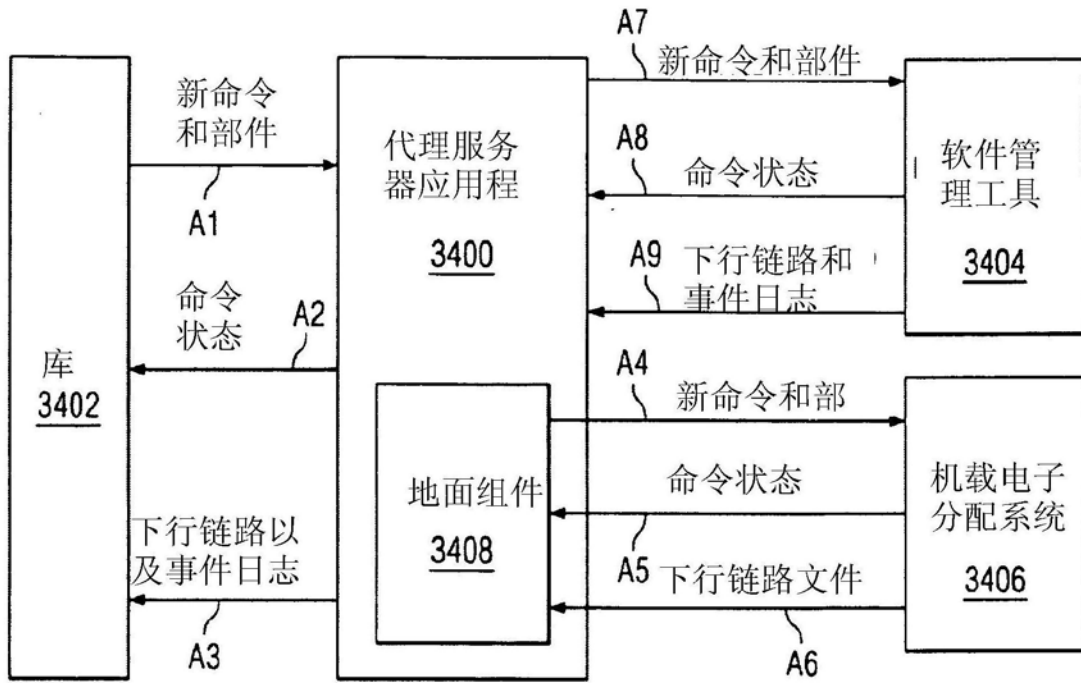 新命令
和部件
A1
命令
状态
A2
库
3402
下行链路以
及事件日志
A3
代理服务
器应用程
3400
地面组件
3408
A7
新命令和部件
A8
命令状态
A9
下行链路和
事件日志
A4
新命令和部
命令状态
A5
下行链路文件
A6
软件管
理工具
3404
机载电子
分配系统
3406